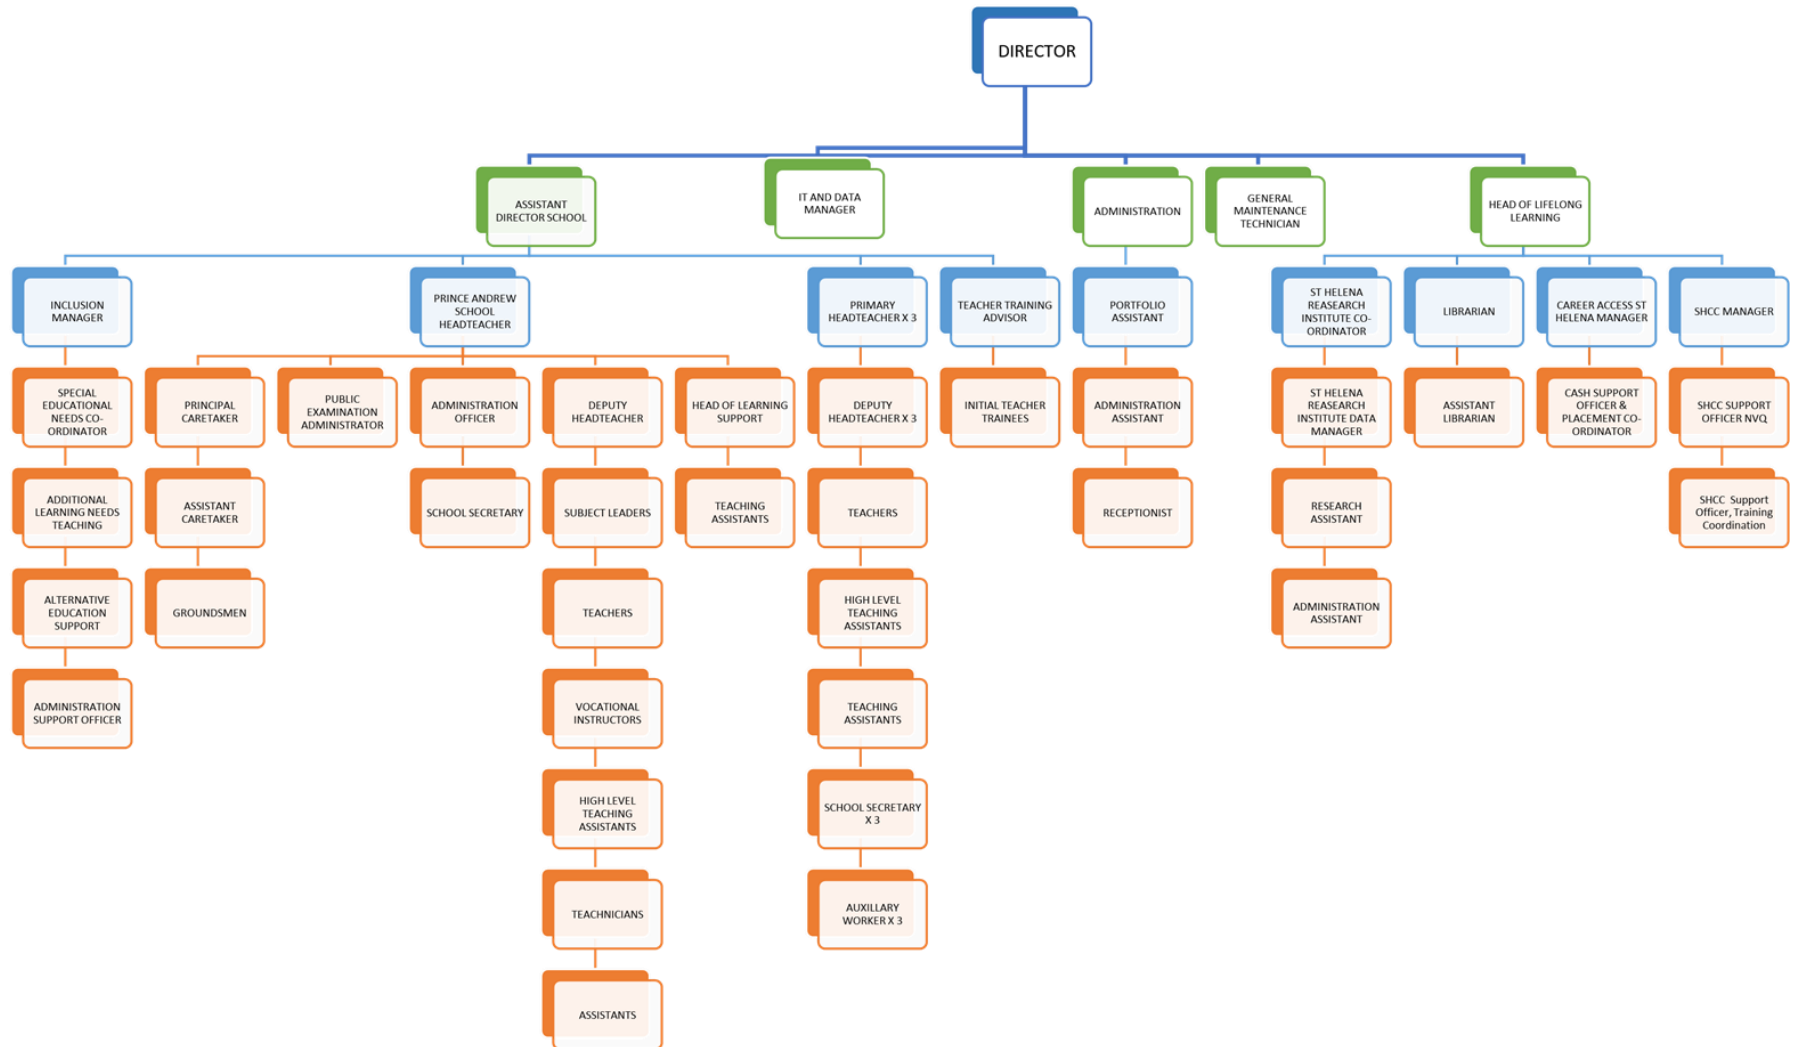 DIRECTOR
ASSISTANT
DIRECTOR SCHOOL
IT AND DATA
MANAGER
ADMINISTRATION
GENERAL
MAINTENANCE
TECHNICIAN
HEAD OF LIFELONG
LEARNING
INCLUSION
MANAGER
PRINCE ANDREW
SCHOOL
HEADTEACHER
PRIMARY
HEADTEACHER X 3
TEACHER TRAINING
ADVISOR
PORTFOLIO
ASSISTANT
ST HELENA
REASEARCH
INSTITUTE CO-
ORDINATOR
LIBRARIAN
CAREER ACCESS ST
HELENA MANAGER
SHCC MANAGER
SPECIAL
EDUCATIONAL
NEEDS CO-
ORDINATOR
PRINCIPAL
CARETAKER
PUBLIC
EXAMINATION
ADMINISTRATOR
ADMINISTRATION
OFFICER
DEPUTY
HEADTEACHER
HEAD OF LEARNING
SUPPORT
DEPUTY
HEADTEACHER X 3
INITIAL TEACHER
TRAINEES
ADMINISTRATION
ASSISTANT
ST HELENA
REASEARCH
INSTITUTE DATA
MANAGER
ASSISTANT
LIBRARIAN
CASH SUPPORT
OFFICER &
PLACEMENT CO-
ORDINATOR
SHCC SUPPORT
OFFICER NVQ
ADDITIONAL
LEARNING NEEDS
TEACHING
ASSISTANT
CARETAKER
SCHOOL SECRETARY
SUBJECT LEADERS
TEACHING
ASSISTANTS
TEACHERS
RECEPTIONIST
RESEARCH
ASSISTANT
SHCC Support
Officer, Training
Coordination
ALTERNATIVE
EDUCATION
SUPPORT
GROUNDSMEN
TEACHERS
HIGH LEVEL
TEACHING
ASSISTANTS
ADMINISTRATION
ASSISTANT
ADMINISTRATION
SUPPORT OFFICER
VOCATIONAL
INSTRUCTORS
TEACHING
ASSISTANTS
HIGH LEVEL
TEACHING
ASSISTANTS
SCHOOL SECRETARY
X 3
TEACHNICIANS
AUXILLARY
WORKER X 3
ASSISTANTS